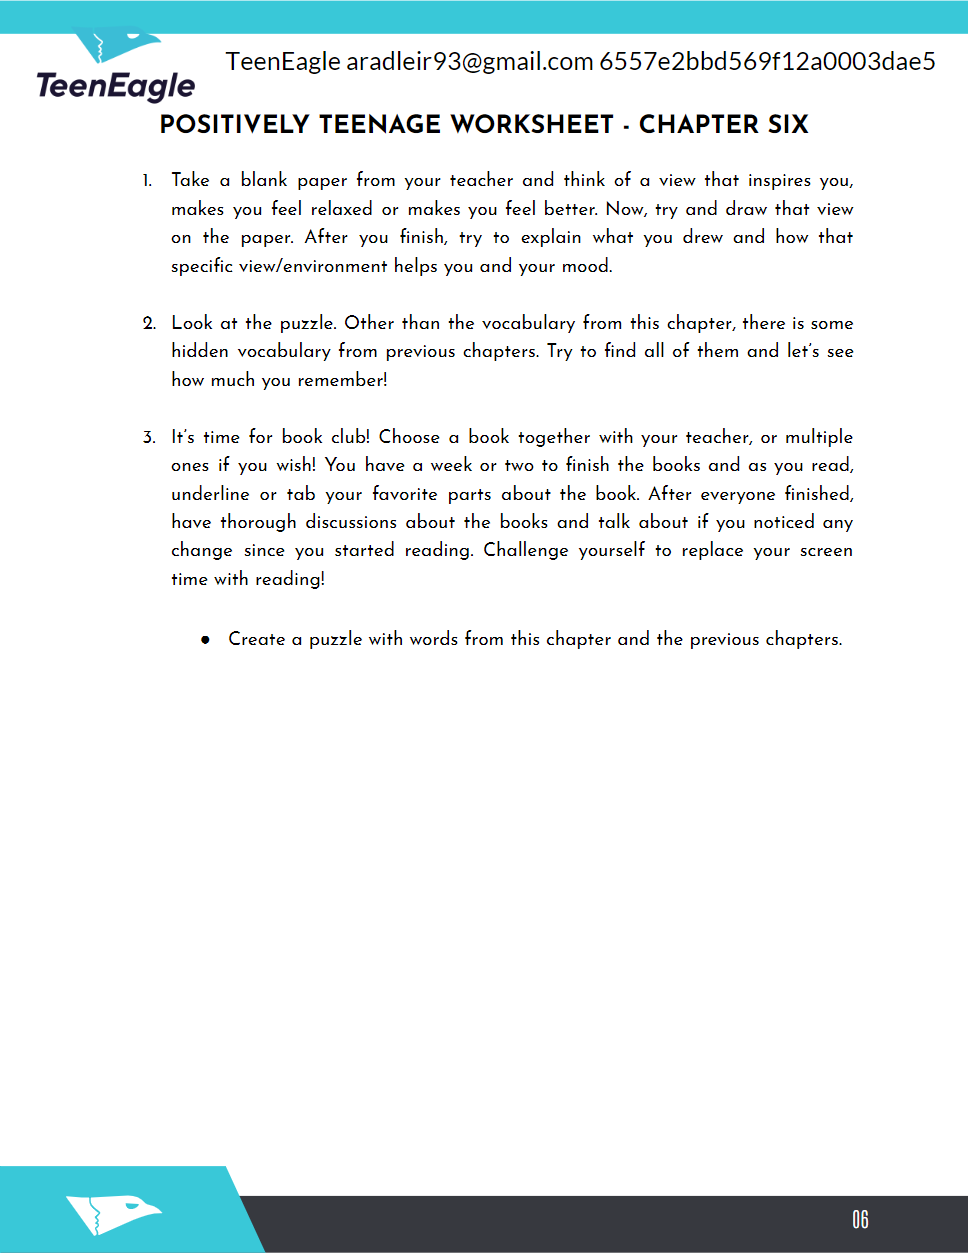 TeenEagle aradleir93@gmail.com 6557e2bbd569f12a0003dae5
TeenEagle
POSITIVELY TEENAGE WORKSHEET - CHAPTER SIX
1. Take a blank paper from your teacher and think of a view that inspires you,
makes you feel relaxed or makes you feel better. Now, try and draw that view
on the paper. After you finish, try to explain what you drew and how that
specific view/environment helps you and your mood.
2. Look at the puzzle. Other than the vocabulary from this chapter, there is some
hidden vocabulary from previous chapters. Try to find all of them and let's see
how much you remember!
3. It's time for book club! Choose a book together with your teacher, or multiple
ones if you wish! You have a week or two to finish the books and as you read,
underline or tab your favorite parts about the book. After everyone finished,
have thorough discussions about the books and talk about if you noticed any
change since you started reading. Challenge yourself to replace your screen
time with reading!
● Create a puzzle with words from this chapter and the previous chapters.
06